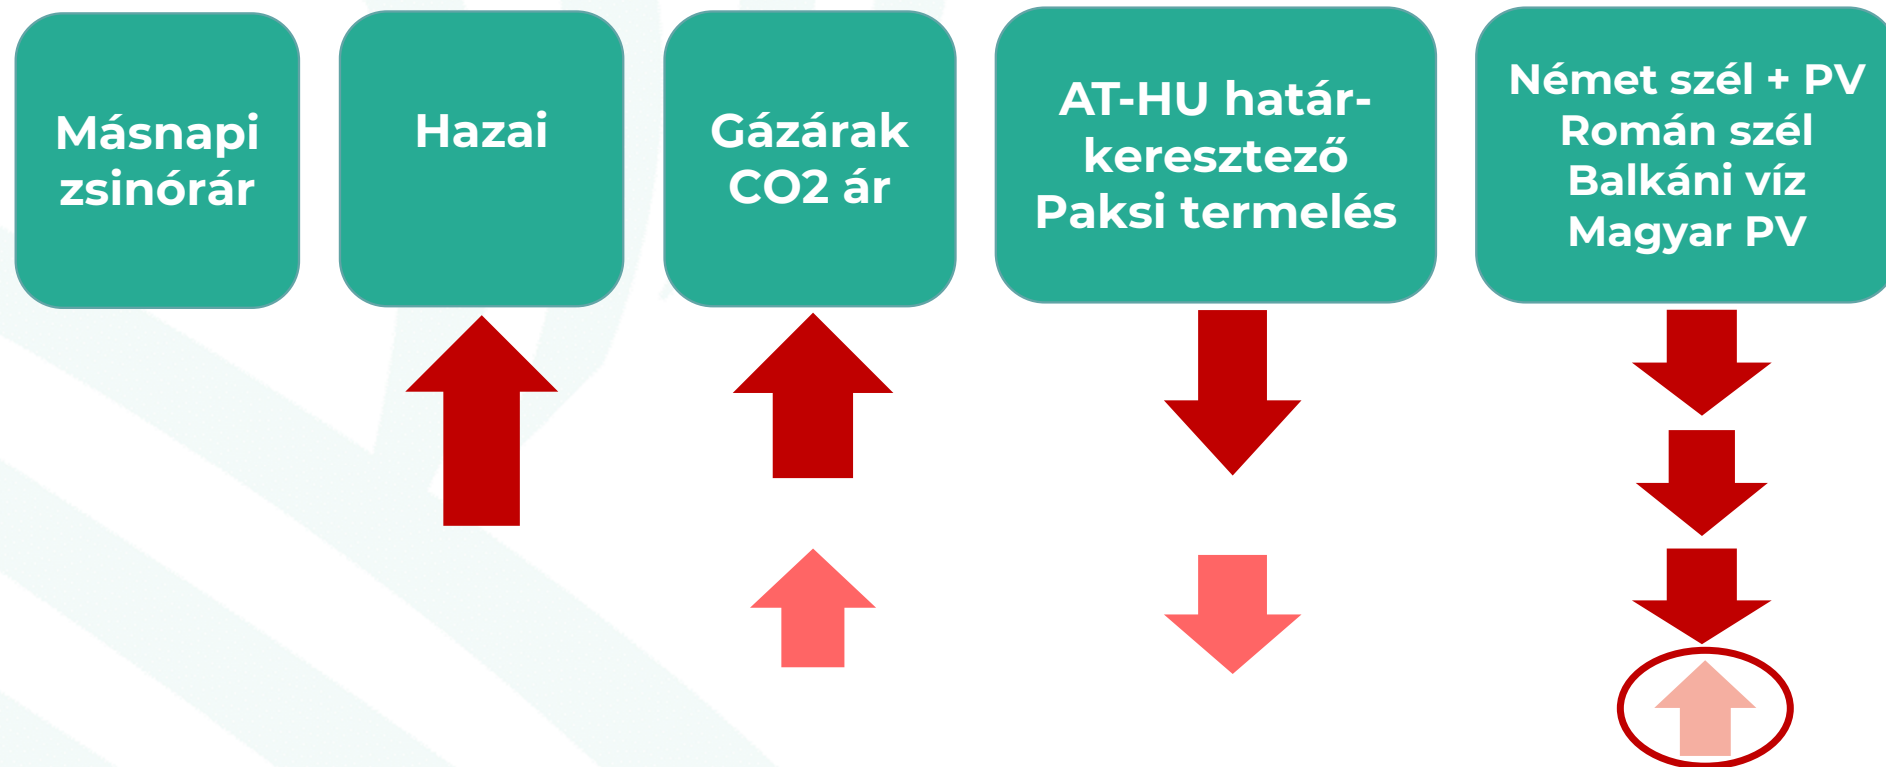 Másnapi
zsinórár
Hazai
Gázárak
CO2 ár
AT-HU határ-
keresztező
Paksi termelés
Német szél + PV
Román szél
Balkáni víz
Magyar PV